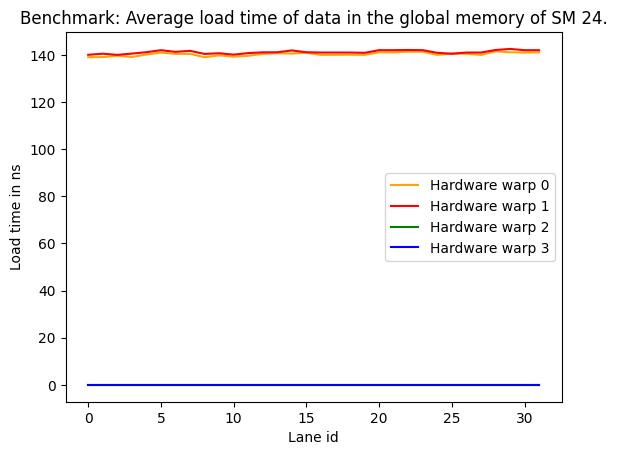 Benchmark: Average load time of data in the global memory of SM 24.
140
120
100
80
60
40
20
0
Load time in ns
Hardware warp 0
Hardware warp 1
Hardware warp 2
Hardware warp 3
0 5 10 15 20 25 30
Lane id